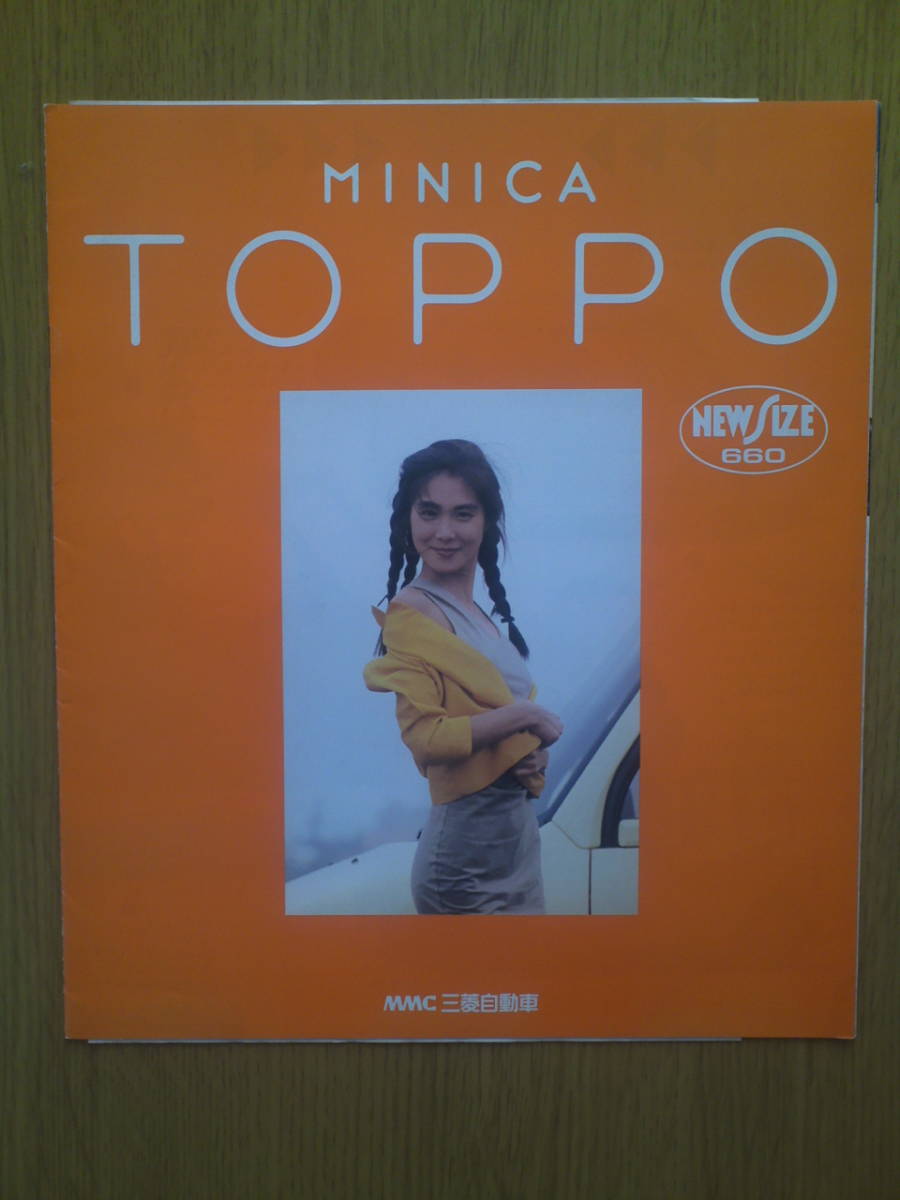 MINICA
TOPPO
NEW SIZE
660
MMC 三菱自動車